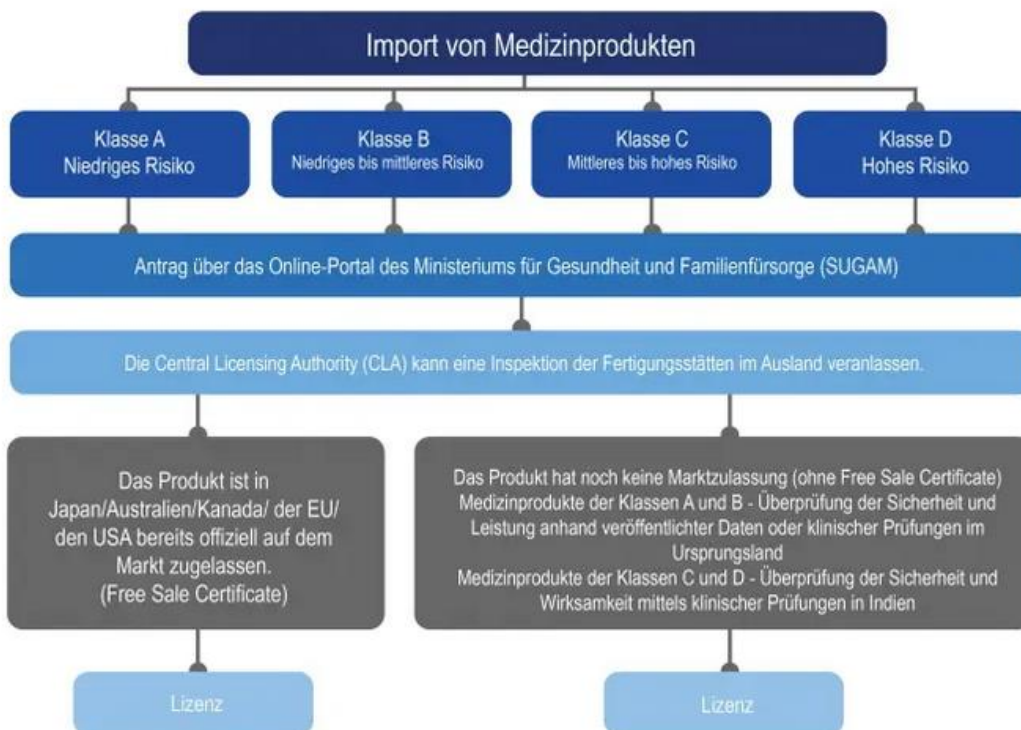 Import von Medizinprodukten
Klasse A
Niedriges Risiko
Klasse B
Niedriges bis mittleres Risiko
Klasse C
Mittleres bis hohes Risiko
Klasse D
Hohes Risiko
Antrag über das Online-Portal des Ministeriums für Gesundheit und Familienfürsorge (SUGAM)
Die Central Licensing Authority (CLA) kann eine Inspektion der Fertigungsstätten im Ausland veranlassen.
Das Produkt ist in
Japan/Australien/Kanada/ der EU/
den USA bereits offiziell auf dem
Markt zugelassen.
(Free Sale Certificate)
Das Produkt hat noch keine Marktzulassung (ohne Free Sale Certificate)
Medizinprodukte der Klassen A und B - Überprüfung der Sicherheit und
Leistung anhand veröffentlichter Daten oder klinischer Prüfungen im
Ursprungsland
Medizinprodukte der Klassen C und D - Überprüfung der Sicherheit und
Wirksamkeit mittels klinischer Prüfungen in Indien
Lizenz
Lizenz